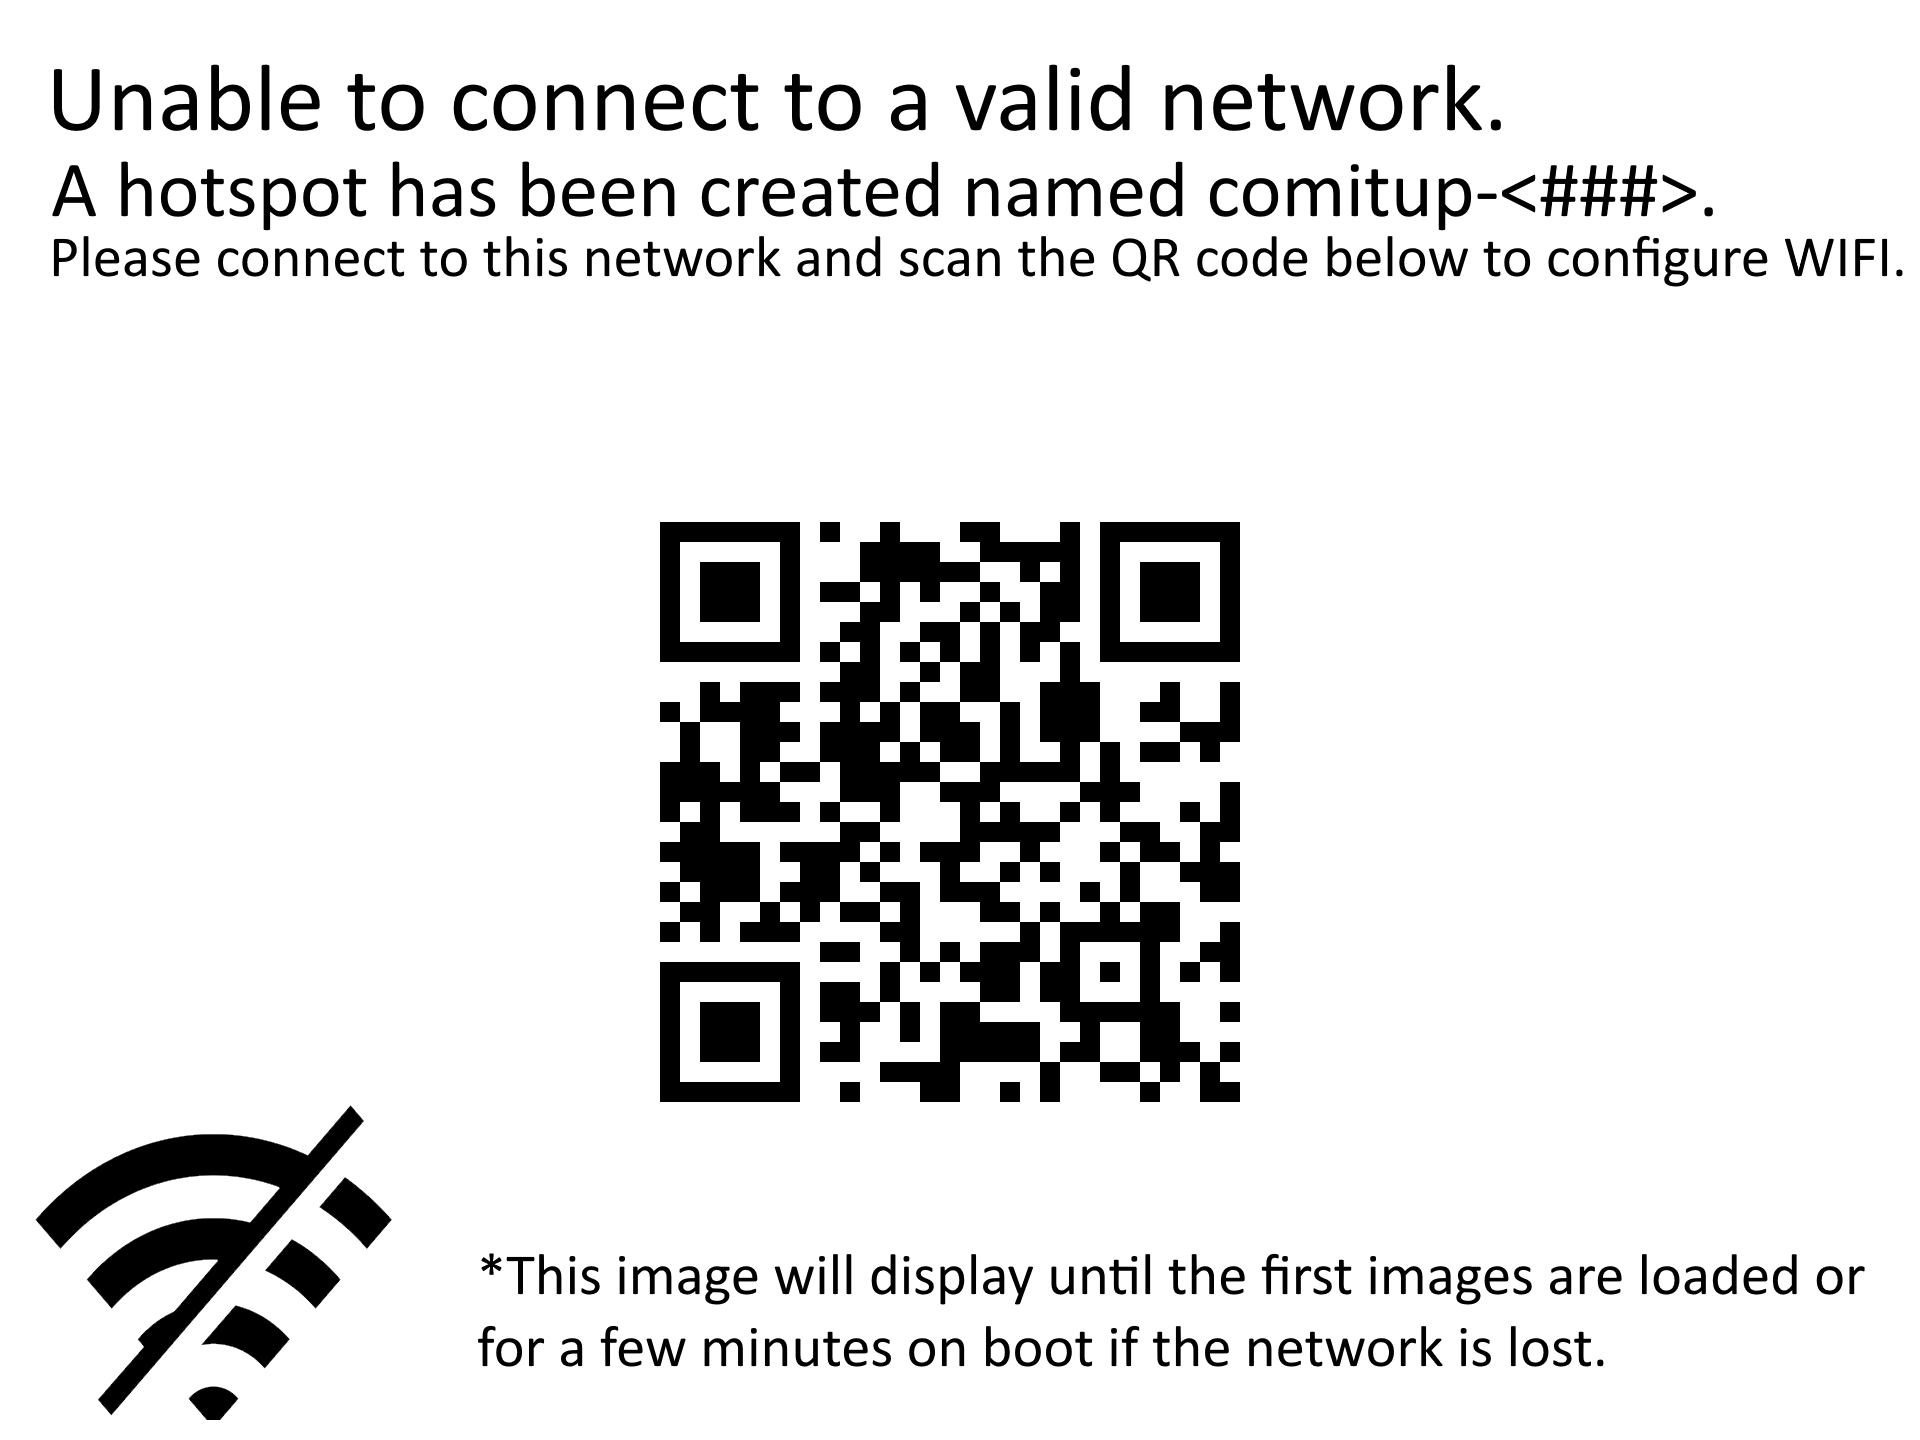 Unable to connect to a valid network.
A hotspot has been created named comitup-<###>.
Please connect to this network and scan the QR code below to configure WIFI.
*This image will display until the first images are loaded or
for a few minutes on boot if the network is lost.